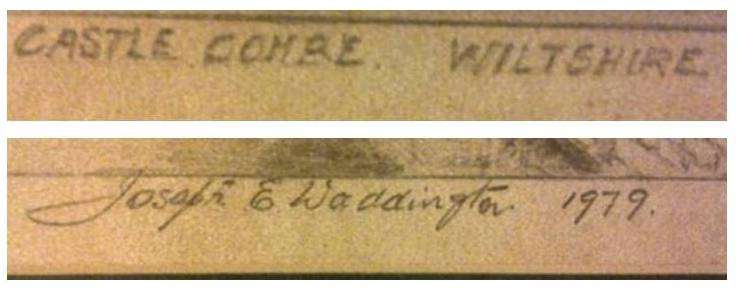 CASTLE COMBE. WILTSHIRE.
Joseph E Waddington. 1979.